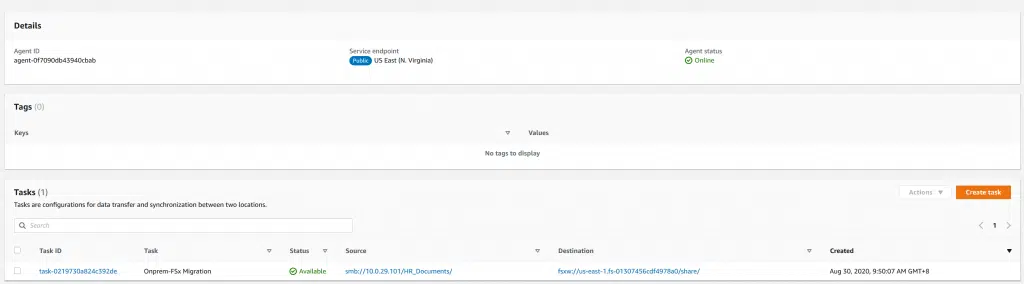 Details
Agent ID
Service endpoint
Agent status
agent-0f7090db43940cbab
Public US East (N. Virginia)
Online
Tags (0)
Keys
Values
No tags to display
Tasks (1)
Actions
Create task
Tasks are configurations for data transfer and synchronization between two locations.
Search
1
Task ID
Task
Status
Source
Destination
Created
task-0219730a824c392de
Onprem-FSx Migration
Available
smb://10.0.29.101/HR_Documents/
fsxw://us-east-1.fs-01307456cdf4978a0/share/
Aug 30, 2020, 9:50:07 AM GMT+8